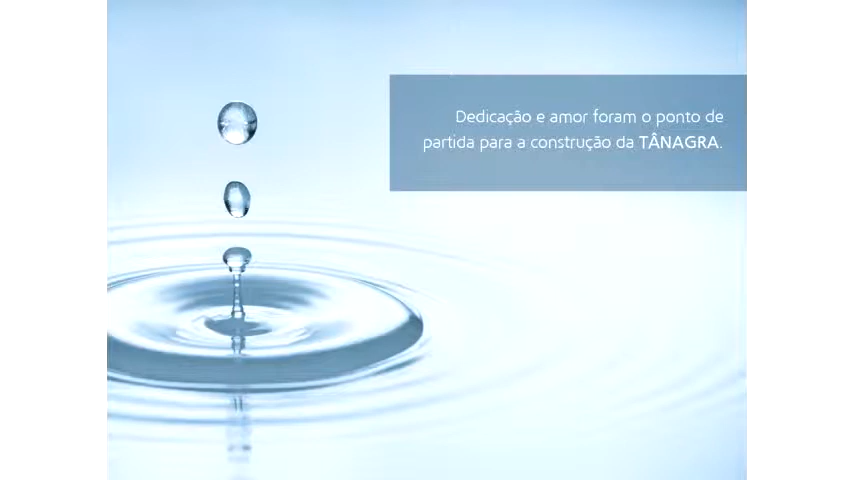 Dedicação e amor foram o ponto de
partida para a construção da TÂNAGRA.